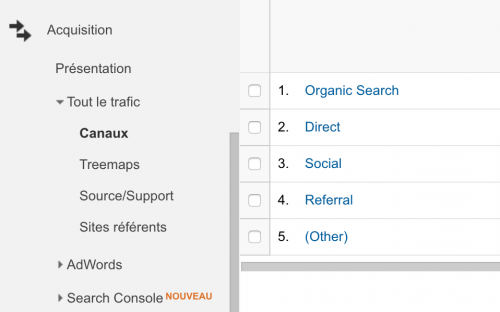 Acquisition
Présentation
Tout le trafic
Canaux
Treemaps
Source/Support
Sites référents
AdWords
Search Console NOUVEAU
1. Organic Search
2. Direct
3. Social
4. Referral
5. (Other)